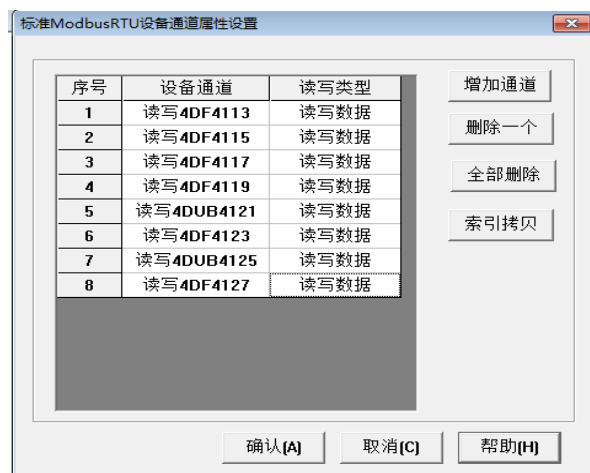 标准ModbusRTU设备通道属性设置
序号 设备通道 读写类型
1 读写4DF4113 读写数据
2 读写4DF4115 读写数据
3 读写4DF4117 读写数据
4 读写4DF4119 读写数据
5 读写4DUB4121 读写数据
6 读写4DF4123 读写数据
7 读写4DUB4125 读写数据
8 读写4DF4127 读写数据
增加通道
删除一个
全部删除
索引拷贝
确认(A) 取消(C) 帮助(H)